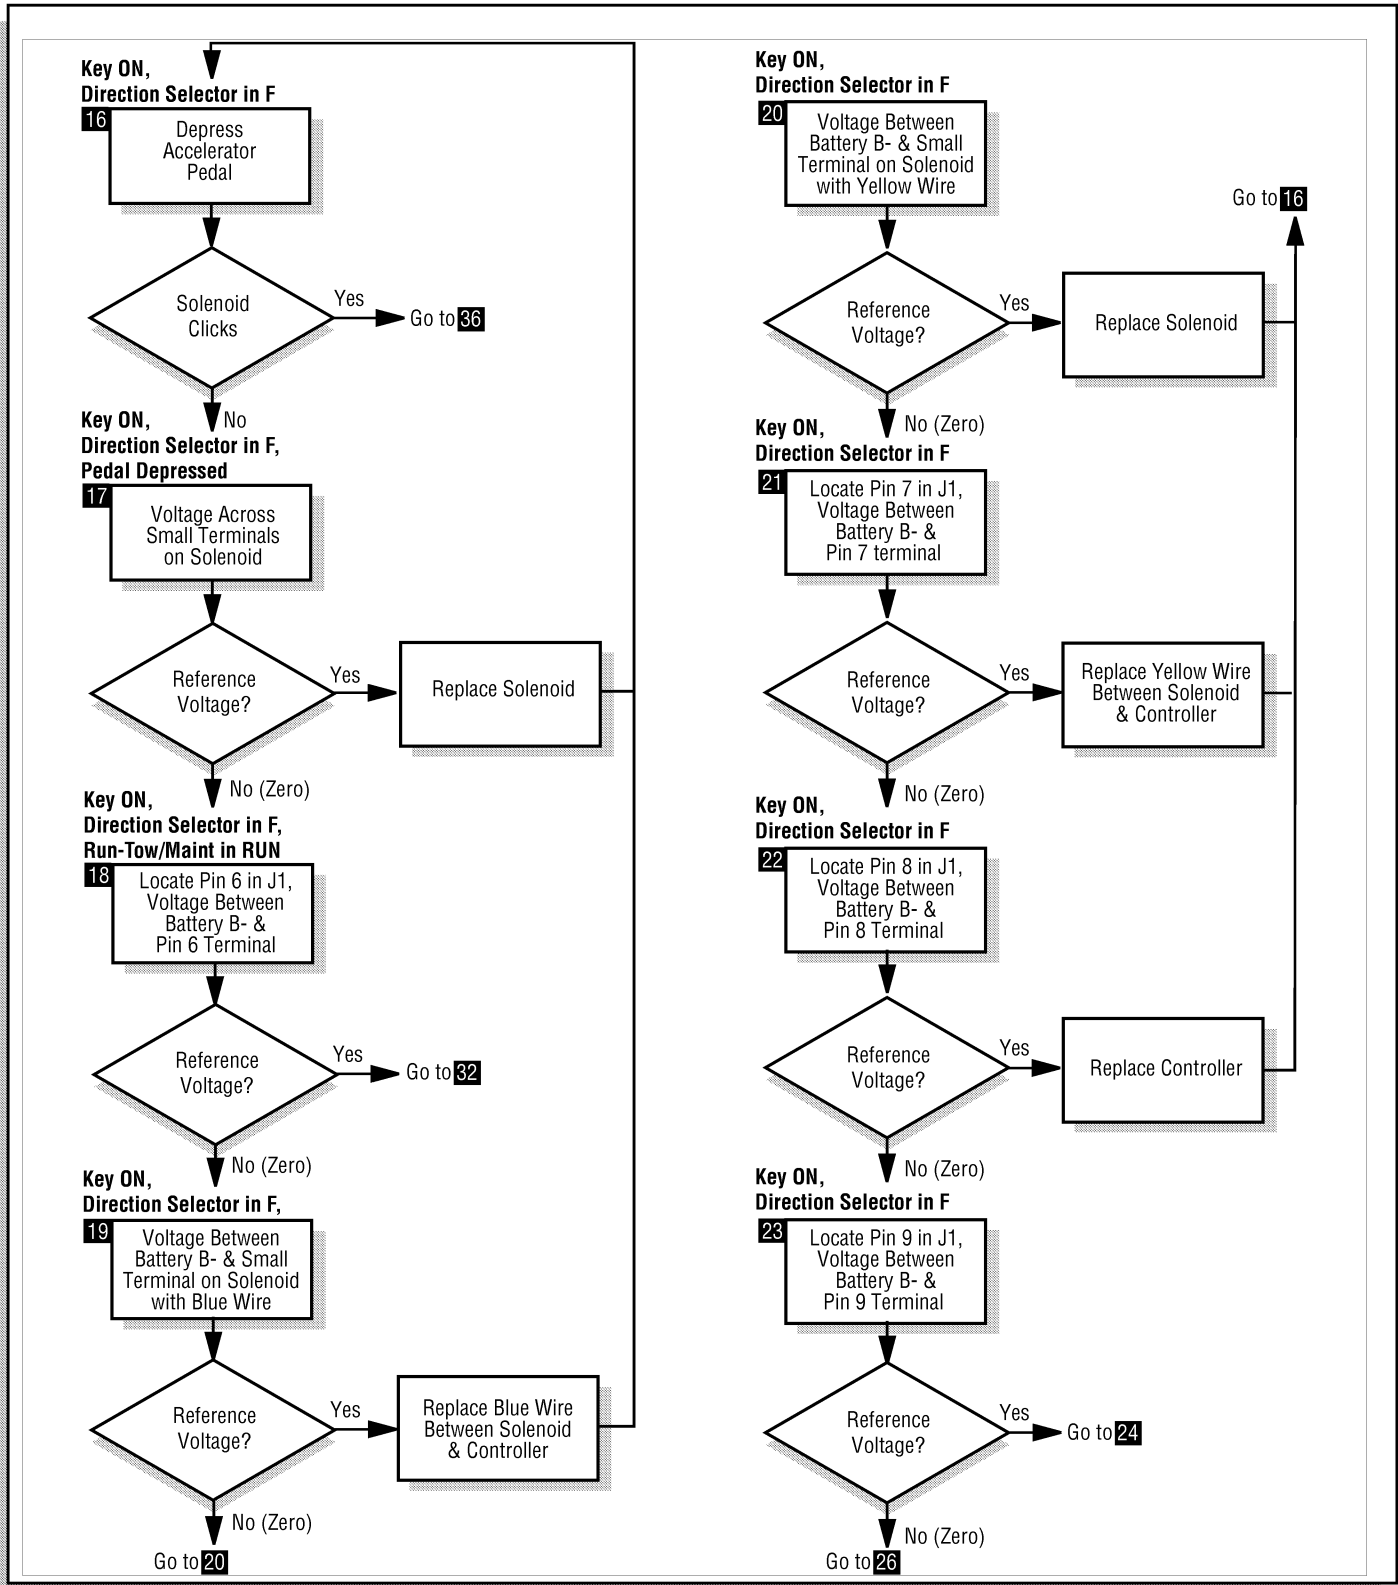 Key ON,
Direction Selector in F
16
Depress
Accelerator
Pedal
Solenoid
Clicks
Yes
Go to 36
No
Key ON,
Direction Selector in F,
Pedal Depressed
17
Voltage Across
Small Terminals
on Solenoid
Reference
Voltage?
Yes
Replace Solenoid
No (Zero)
Key ON,
Direction Selector in F,
Run-Tow/Maint in RUN
18
Locate Pin 6 in J1,
Voltage Between
Battery B- &
Pin 6 Terminal
Reference
Voltage?
Yes
Go to 32
No (Zero)
Key ON,
Direction Selector in F,
19
Voltage Between
Battery B- & Small
Terminal on Solenoid
with Blue Wire
Reference
Voltage?
Yes
Replace Blue Wire
Between Solenoid
& Controller
No (Zero)
Go to 20
Key ON,
Direction Selector in F
20
Voltage Between
Battery B- & Small
Terminal on Solenoid
with Yellow Wire
Go to 16
Reference
Voltage?
Yes
Replace Solenoid
No (Zero)
Key ON,
Direction Selector in F
21
Locate Pin 7 in J1,
Voltage Between
Battery B- &
Pin 7 terminal
Reference
Voltage?
Yes
Replace Yellow Wire
Between Solenoid
& Controller
No (Zero)
Key ON,
Direction Selector in F
22
Locate Pin 8 in J1,
Voltage Between
Battery B- &
Pin 8 Terminal
Reference
Voltage?
Yes
Replace Controller
No (Zero)
Key ON,
Direction Selector in F
23
Locate Pin 9 in J1,
Voltage Between
Battery B- &
Pin 9 Terminal
Reference
Voltage?
Yes
Go to 24
No (Zero)
Go to 26